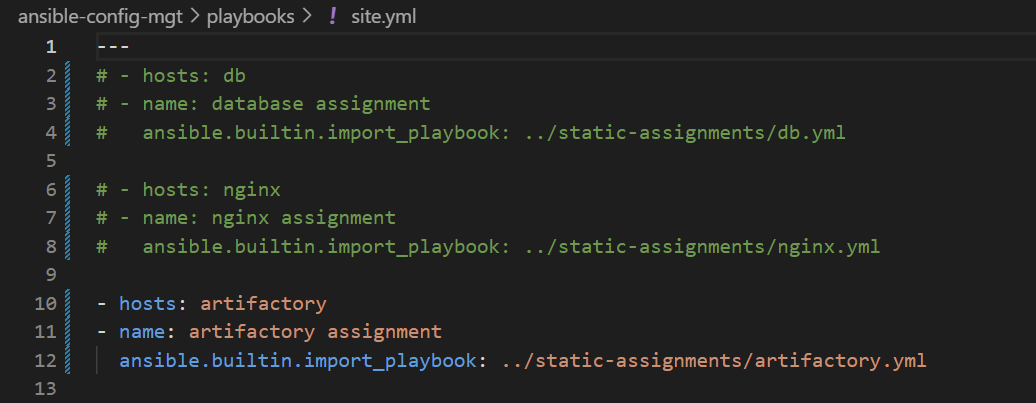 ansible-config-mgt > playbooks > ! site.yml
1 ---
2 # - hosts: db
3 # - name: database assignment
4 #   ansible.builtin.import_playbook: ../static-assignments/db.yml
5
6 # - hosts: nginx
7 # - name: nginx assignment
8 #   ansible.builtin.import_playbook: ../static-assignments/nginx.yml
9
10 - hosts: artifactory
11 - name: artifactory assignment
12   ansible.builtin.import_playbook: ../static-assignments/artifactory.yml
13